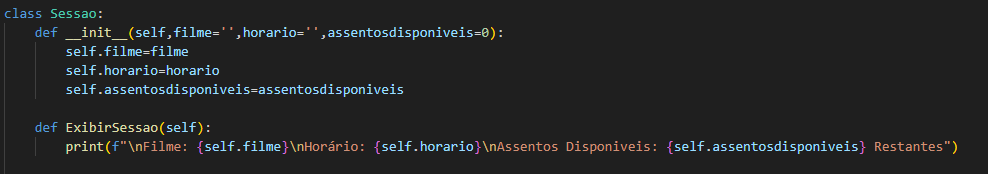 class Sessao:
    def __init__(self,filme='',horario='',assentosdisponiveis=0):
        self.filme=filme
        self.horario=horario
        self.assentosdisponiveis=assentosdisponiveis
    def ExibirSessao(self):
        print(f"\nFilme: {self.filme}\nHorário: {self.horario}\nAssentos Disponiveis: {self.assentosdisponiveis} Restantes")